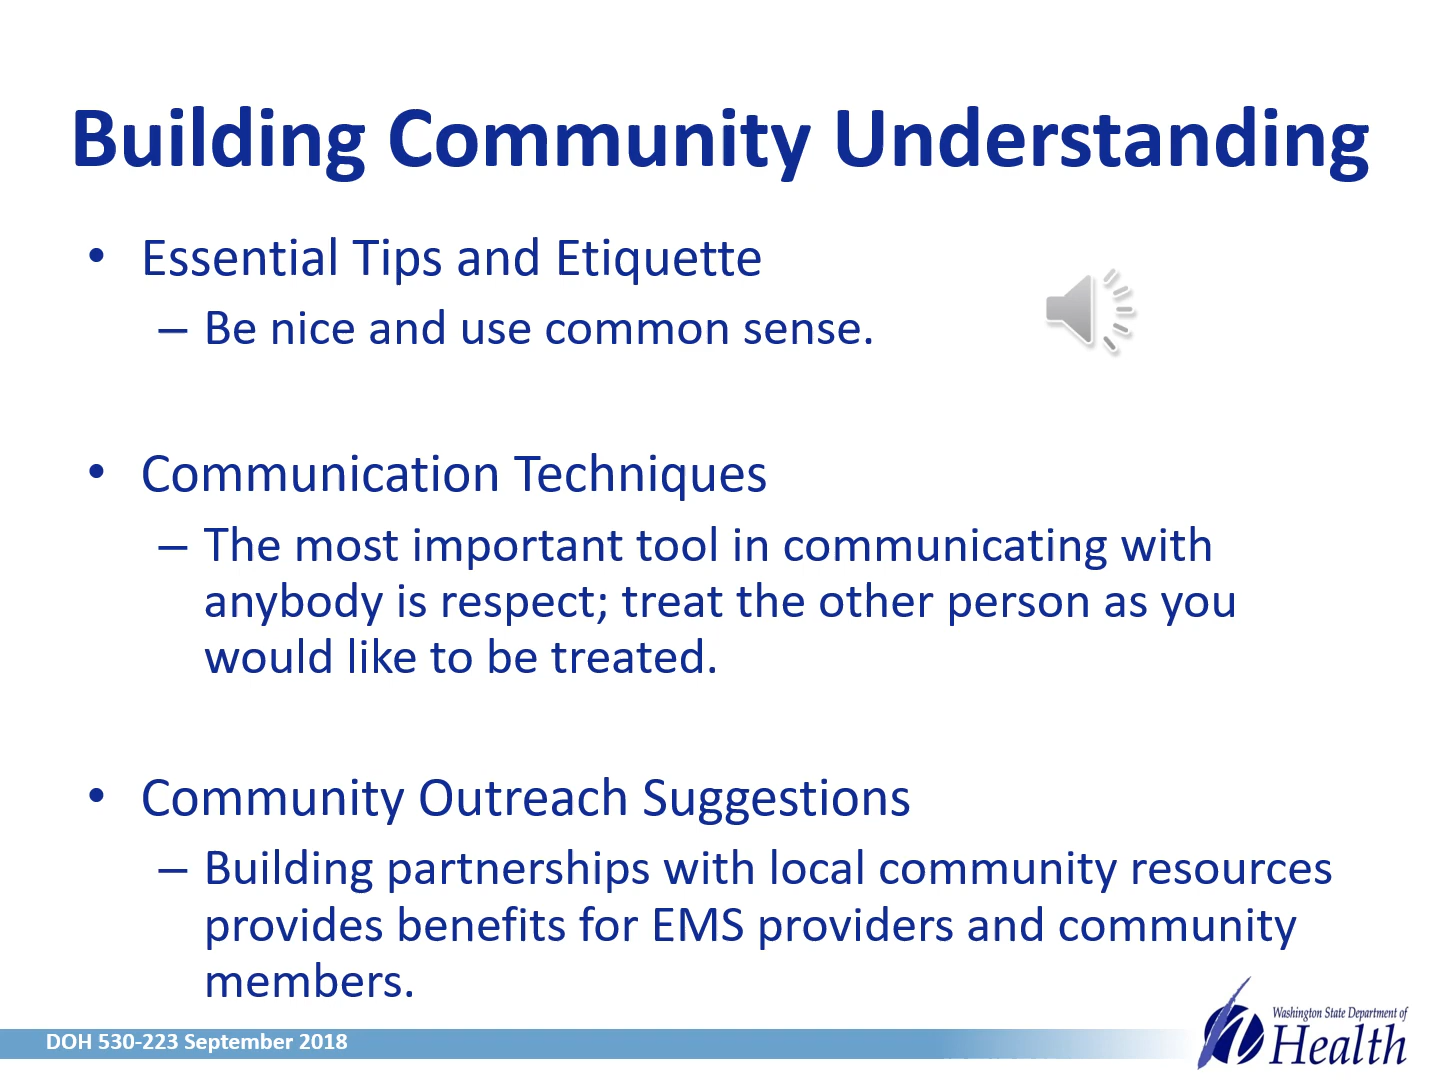 Building Community Understanding
• Essential Tips and Etiquette
– Be nice and use common sense.
• Communication Techniques
– The most important tool in communicating with
anybody is respect; treat the other person as you
would like to be treated.
• Community Outreach Suggestions
– Building partnerships with local community resources
provides benefits for EMS providers and community
members.
DOH 530-223 September 2018
Washington State Department of
Health